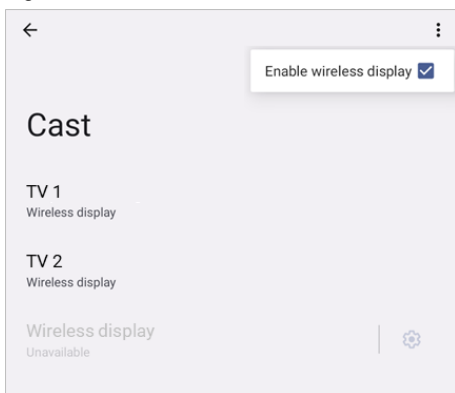 Enable wireless display
Cast
TV 1
Wireless display
TV 2
Wireless display
Wireless display
Unavailable